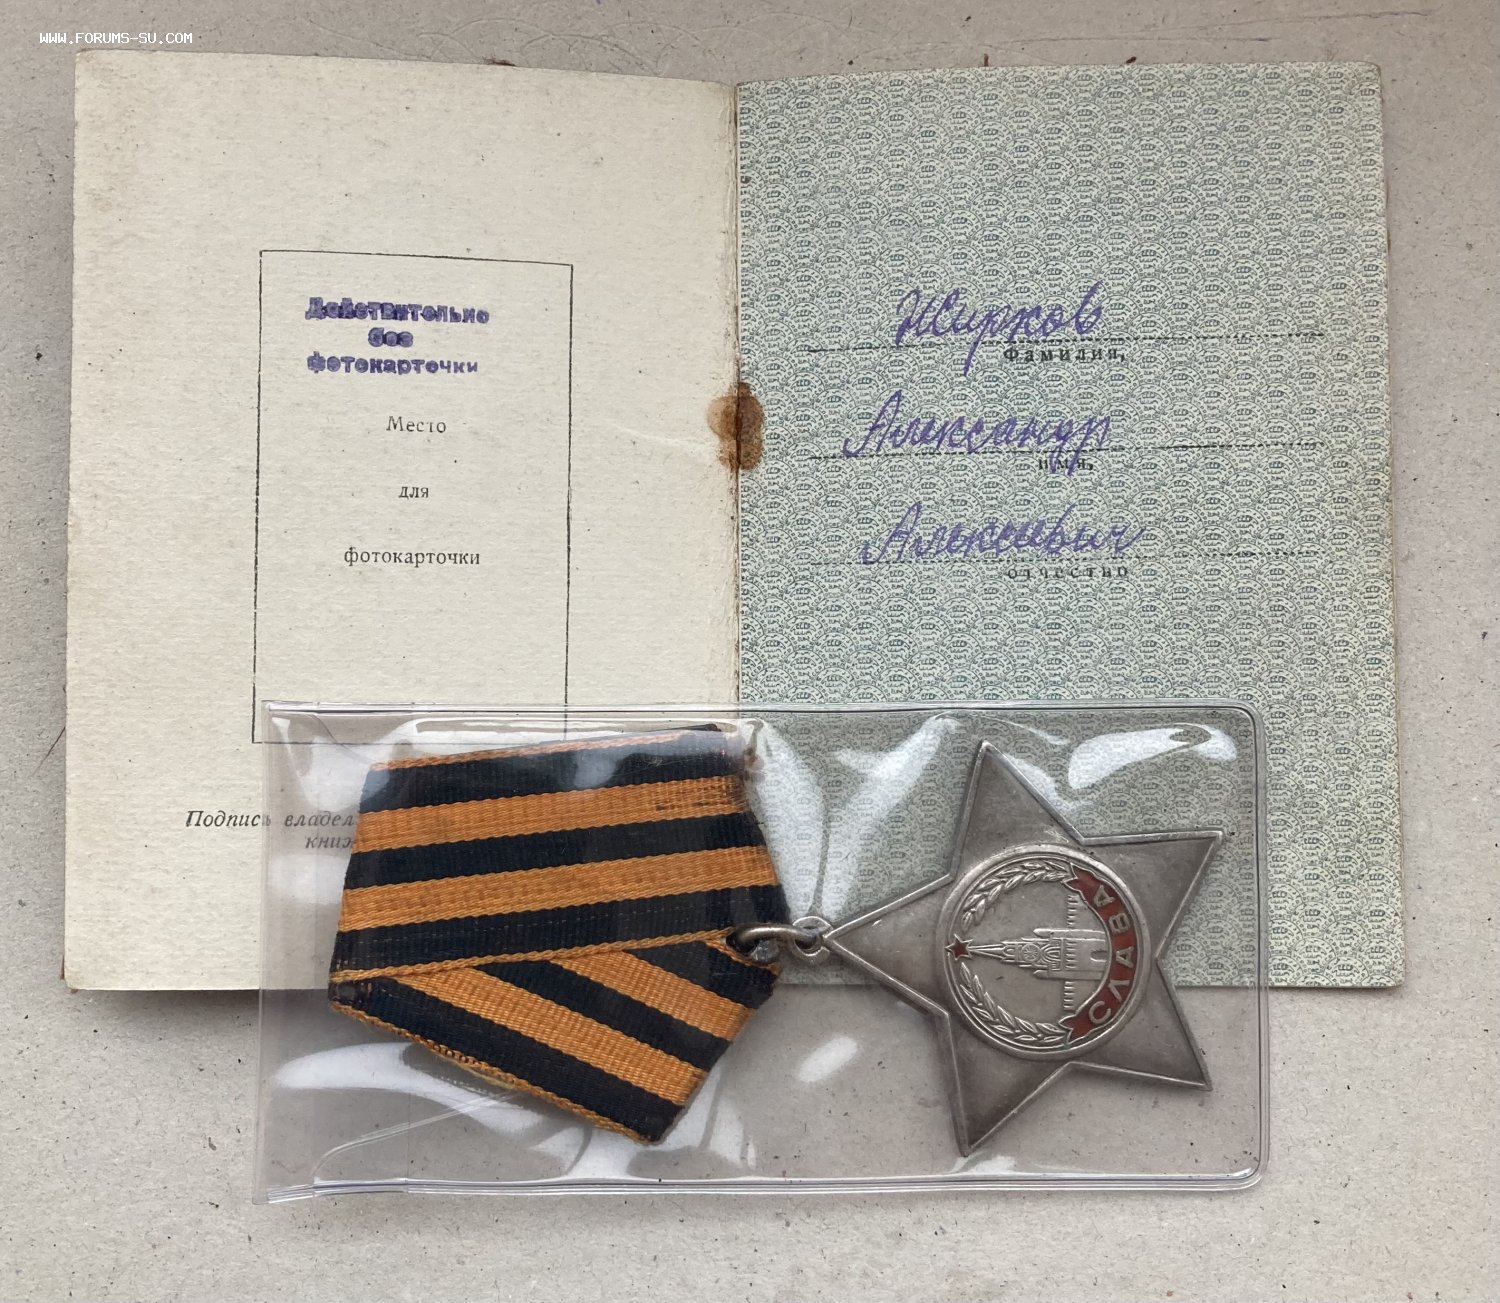 WWW.FORUMS-SU.COM
Действительно
без
фотокарточки
Место
для
фотокарточки
Подпись владел
книж
Жирков
Фамилия,
Александр
имя,
Алексеевич
отчество
СЛАВА